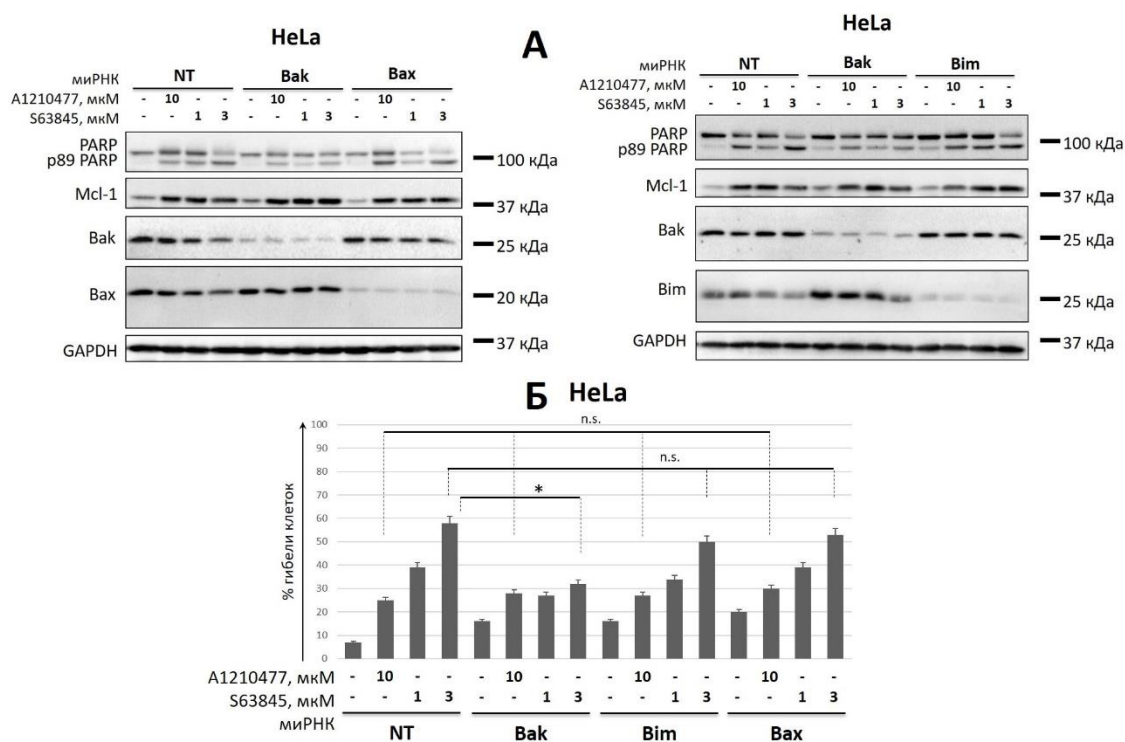 А
HeLa
миРНК NT Bak Bax
A1210477, мкМ - 10 - - - 10 - - - 10 - -
S63845, мкМ - - 1 3 - - 1 3 - - 1 3
PARP
p89 PARP
100 кДа
Mcl-1
37 кДа
Bak
25 кДа
Bax
20 кДа
GAPDH
37 кДа
HeLa
миРНК NT Bak Bim
A1210477, мкМ - 10 - - - 10 - - - 10 - -
S63845, мкМ - - 1 3 - - 1 3 - - 1 3
PARP
p89 PARP
100 кДа
Mcl-1
37 кДа
Bak
25 кДа
Bim
25 кДа
GAPDH
37 кДа
Б HeLa
% гибели клеток
100
90
80
70
60
50
40
30
20
10
0
n.s.
n.s.
*
A1210477, мкМ - 10 - - - 10 - - - 10 - - - 10 - -
S63845, мкМ - - 1 3 - - 1 3 - - 1 3 - - 1 3
миРНК NT Bak Bim Bax